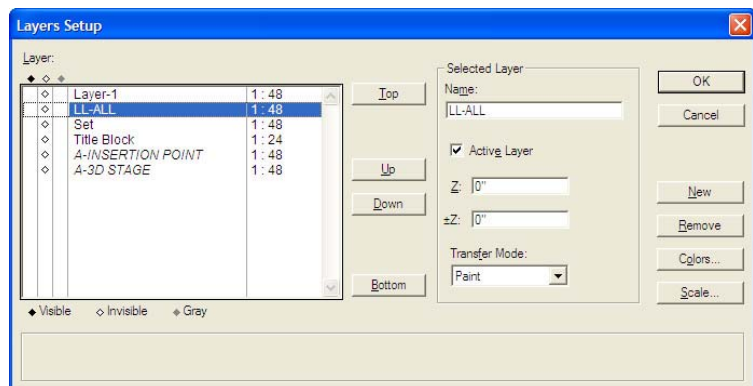 Layers Setup
Layer:
Layer-1 1 : 48
LL-ALL 1 : 48
Set 1 : 48
Title Block 1 : 24
A-INSERTION POINT 1 : 48
A-3D STAGE 1 : 48
Visible Invisible Gray
Top
Up
Down
Bottom
Selected Layer
Name:
LL-ALL
Active Layer
Z: 0"
±Z: 0"
Transfer Mode:
Paint
OK
Cancel
New
Remove
Colors...
Scale...